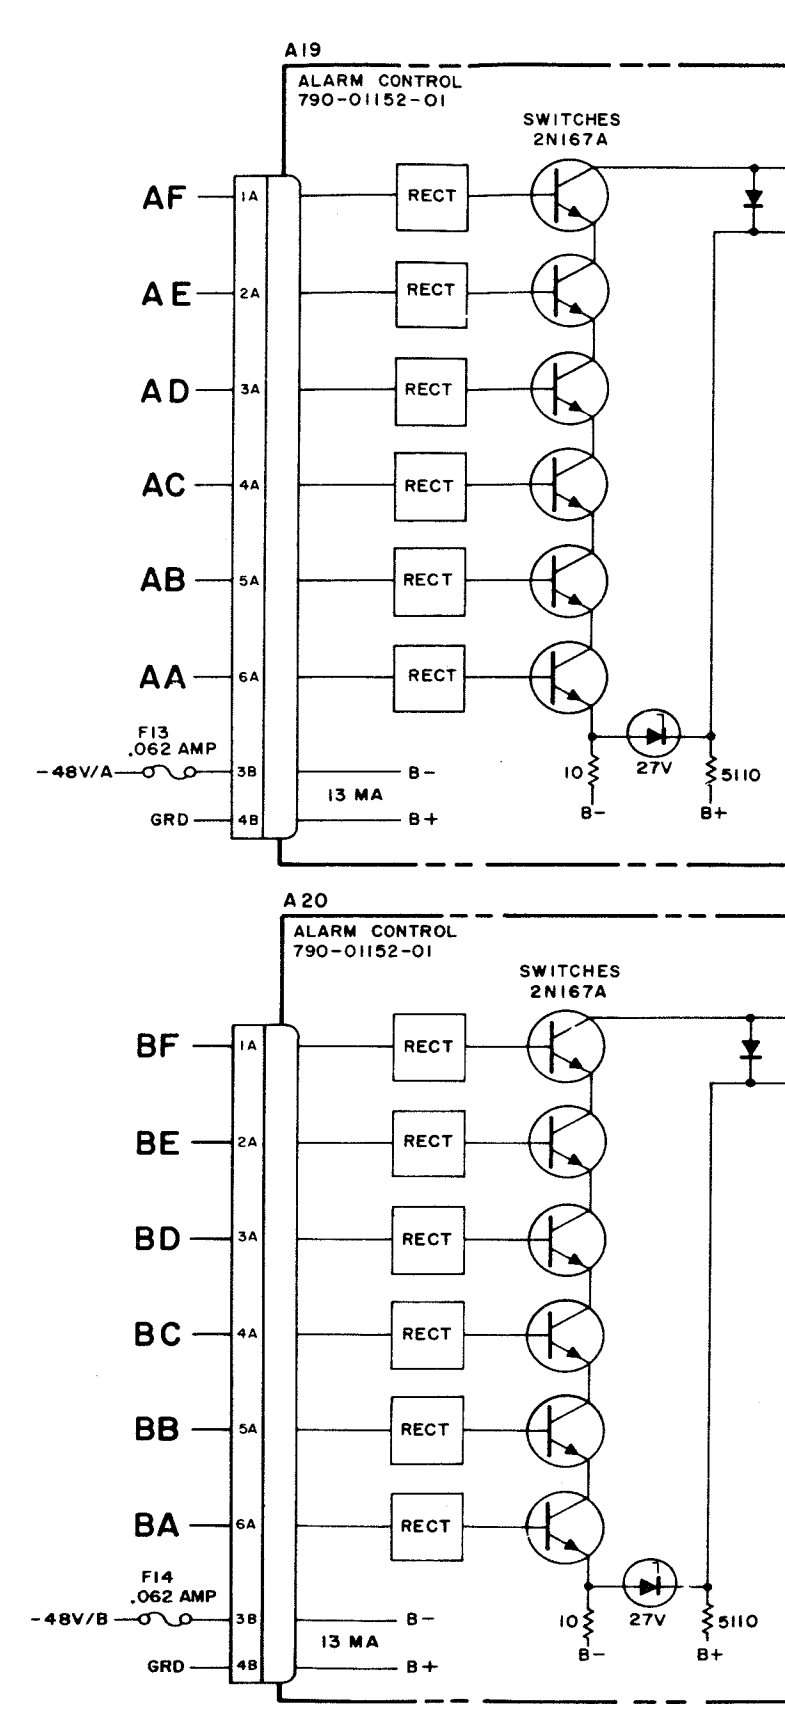 A19
ALARM CONTROL
790-01152-01
SWITCHES
2N167A
AF 1A RECT
AE 2A RECT
AD 3A RECT
AC 4A RECT
AB 5A RECT
AA 6A RECT
F13
.062 AMP
-48V/A 3B B-
13 MA
GRD 4B B+
27V
10 5110
B- B+
A20
ALARM CONTROL
790-01152-01
SWITCHES
2N167A
BF 1A RECT
BE 2A RECT
BD 3A RECT
BC 4A RECT
BB 5A RECT
BA 6A RECT
F14
.062 AMP
-48V/B 3B B-
13 MA
GRD 4B B+
10 27V 5110
B- B+